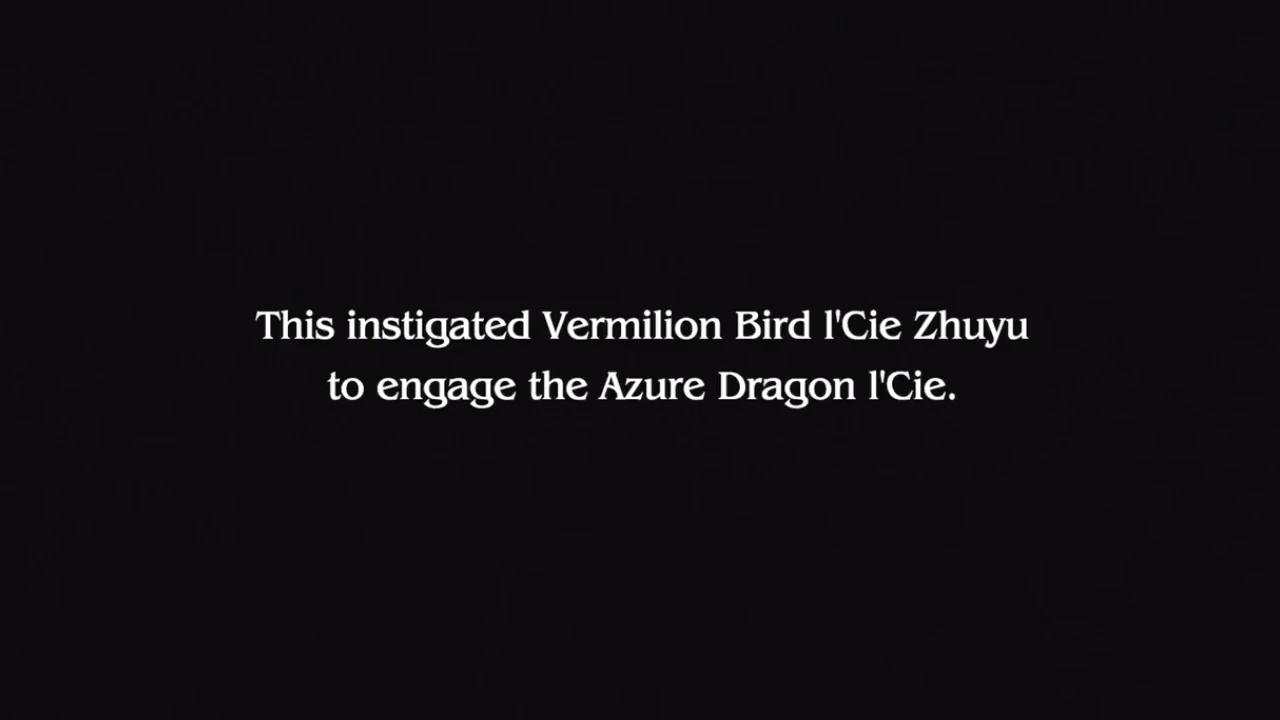 This instigated Vermilion Bird l'Cie Zhuyu
to engage the Azure Dragon l'Cie.